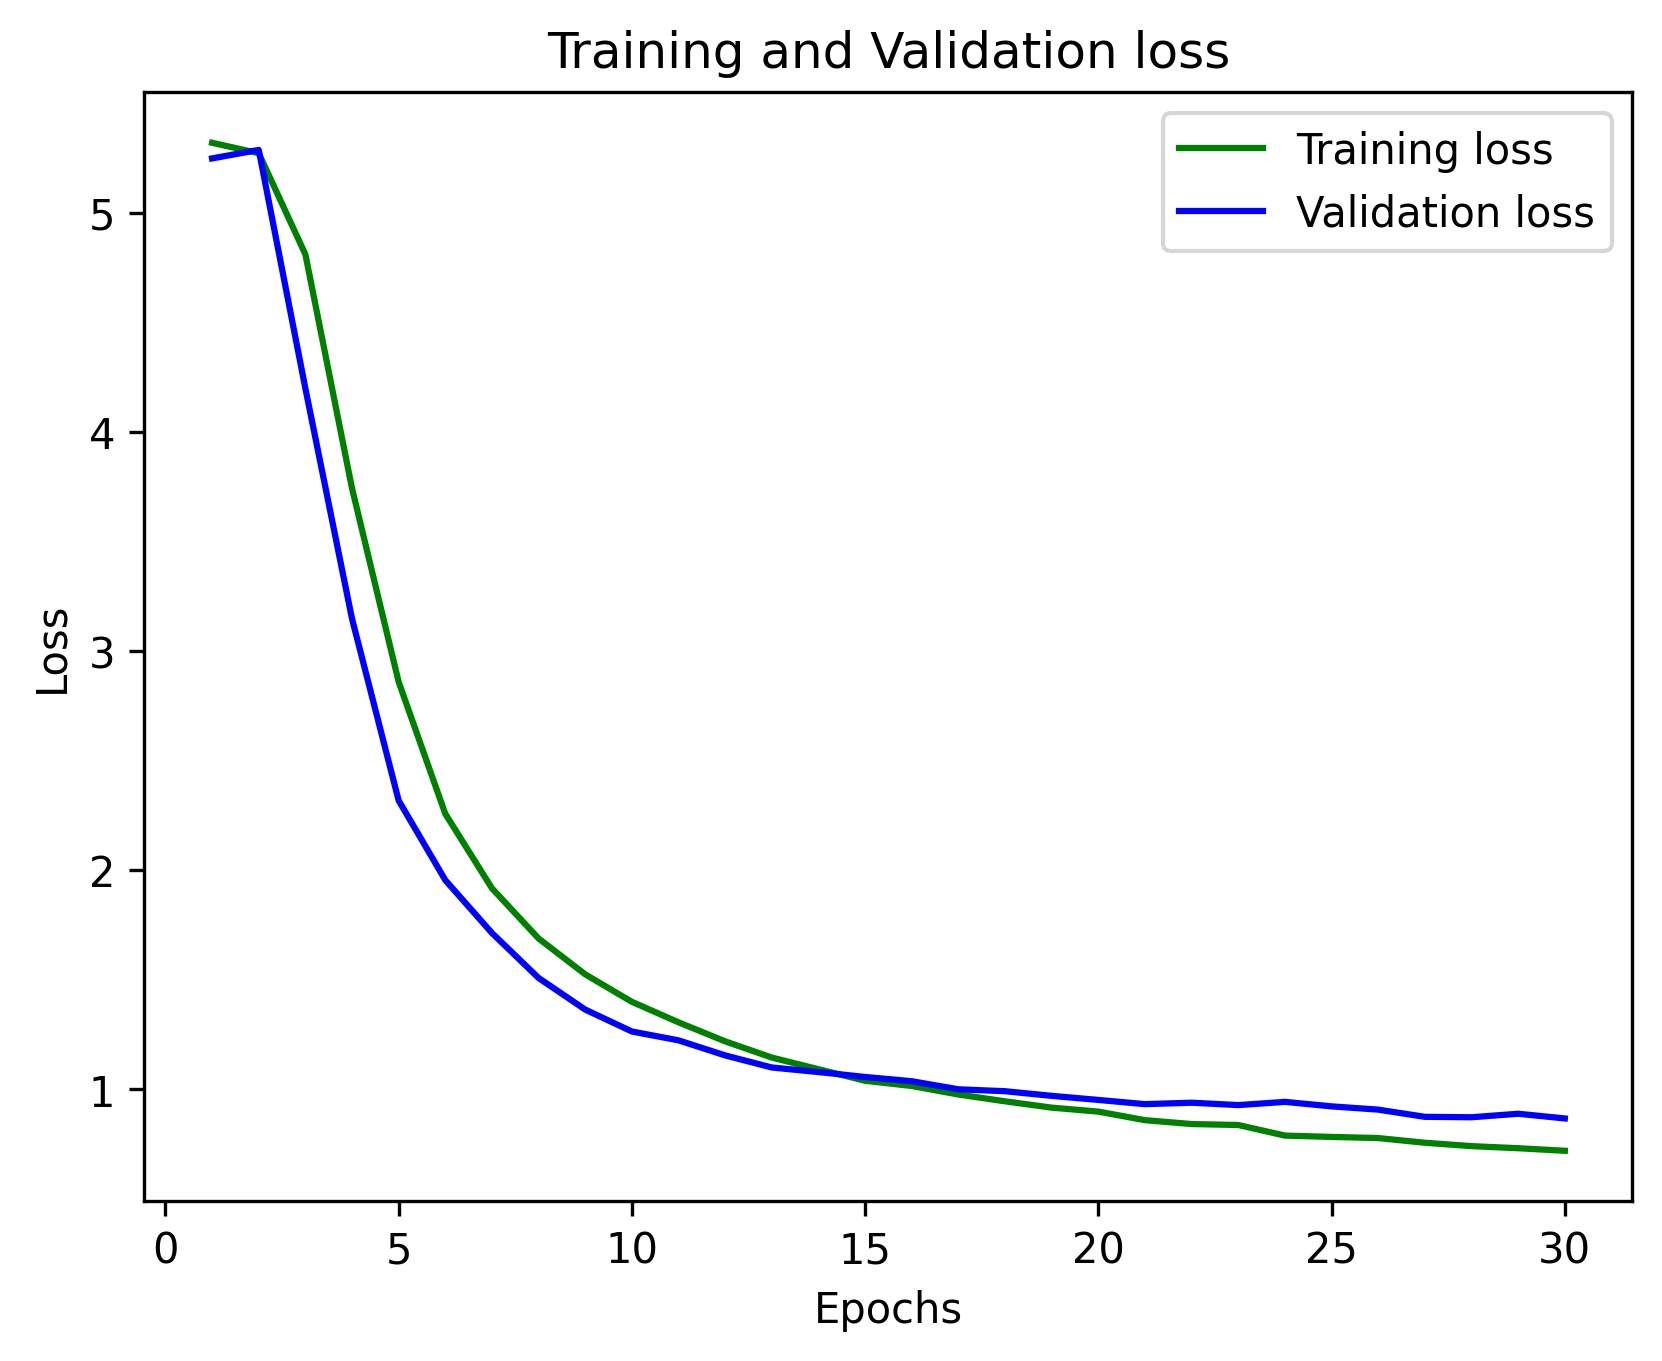 Training and Validation loss
Training loss
Validation loss
5
4
3
2
1
Loss
0 5 10 15 20 25 30
Epochs